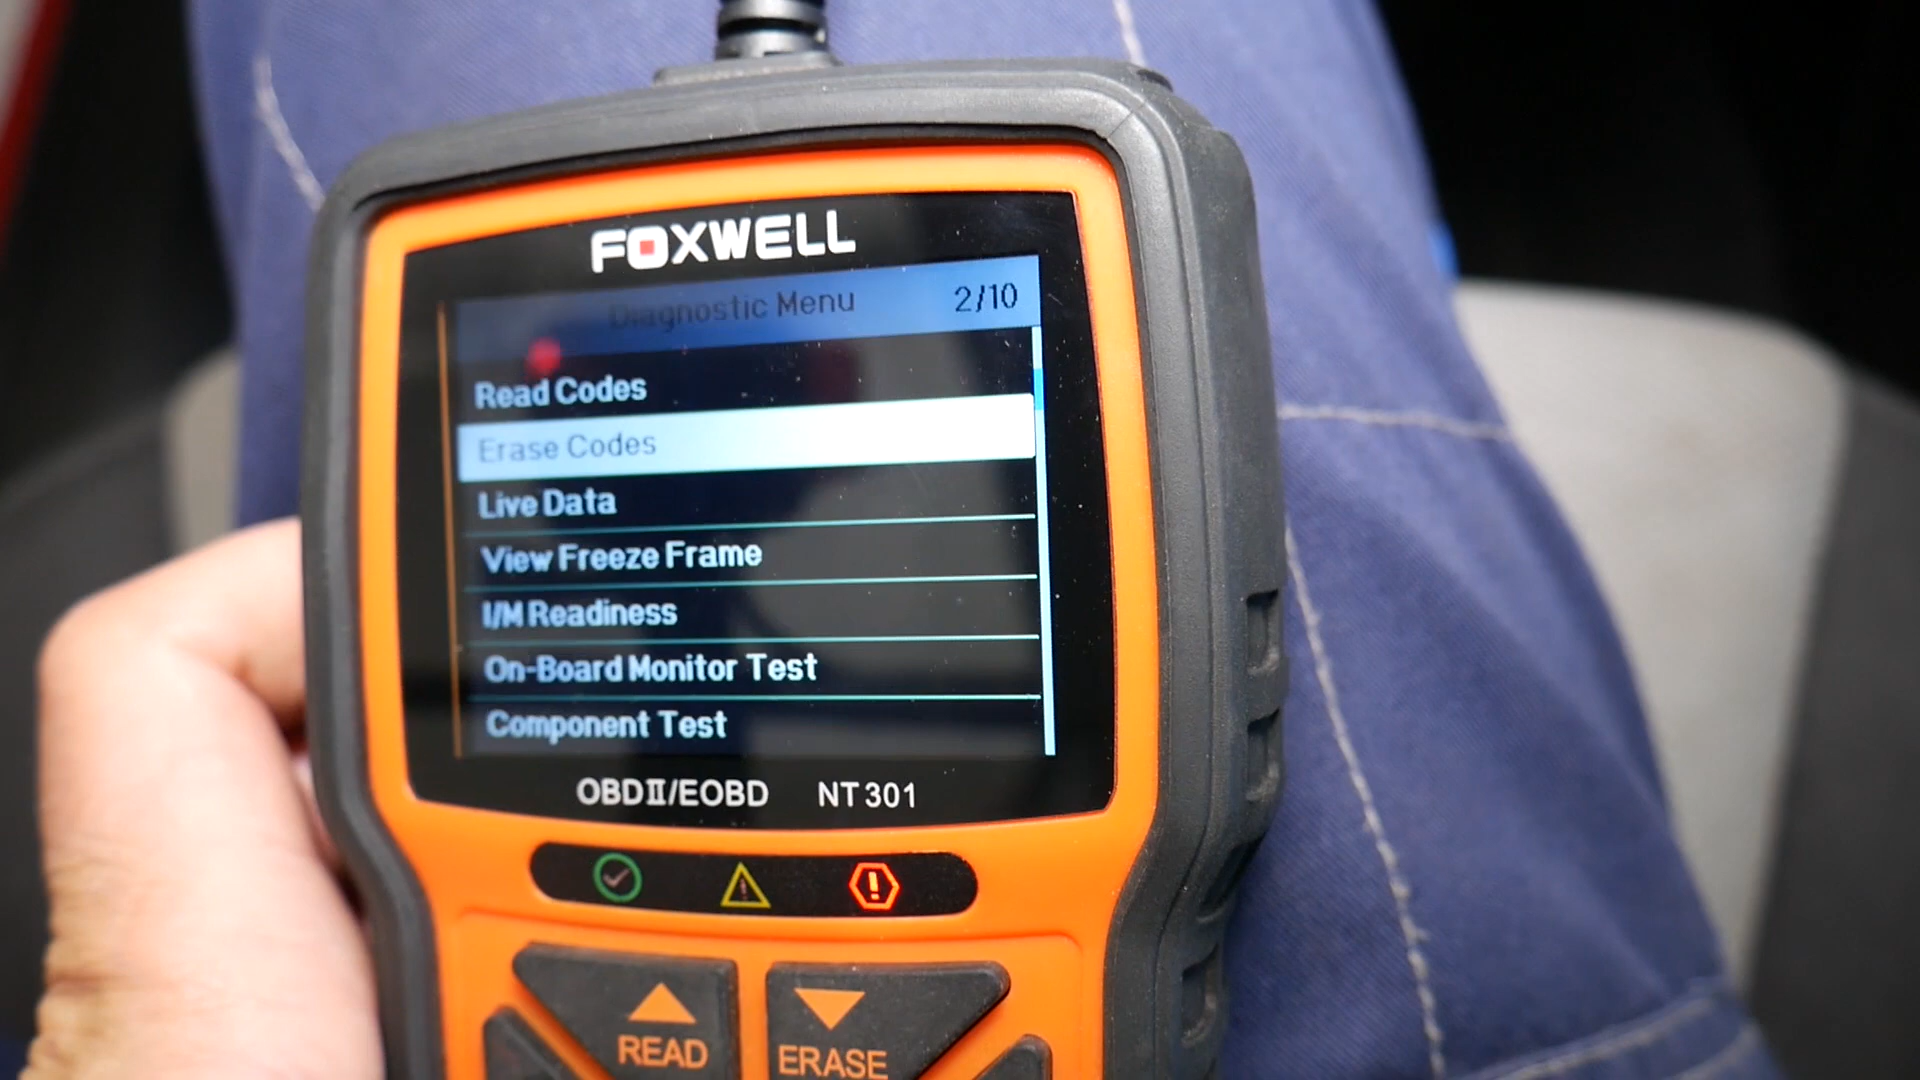 FOXWELL
Diagnostic Menu 2/10
Read Codes
Erase Codes
Live Data
View Freeze Frame
I/M Readiness
On-Board Monitor Test
Component Test
OBDII/EOBD NT301
READ ERASE